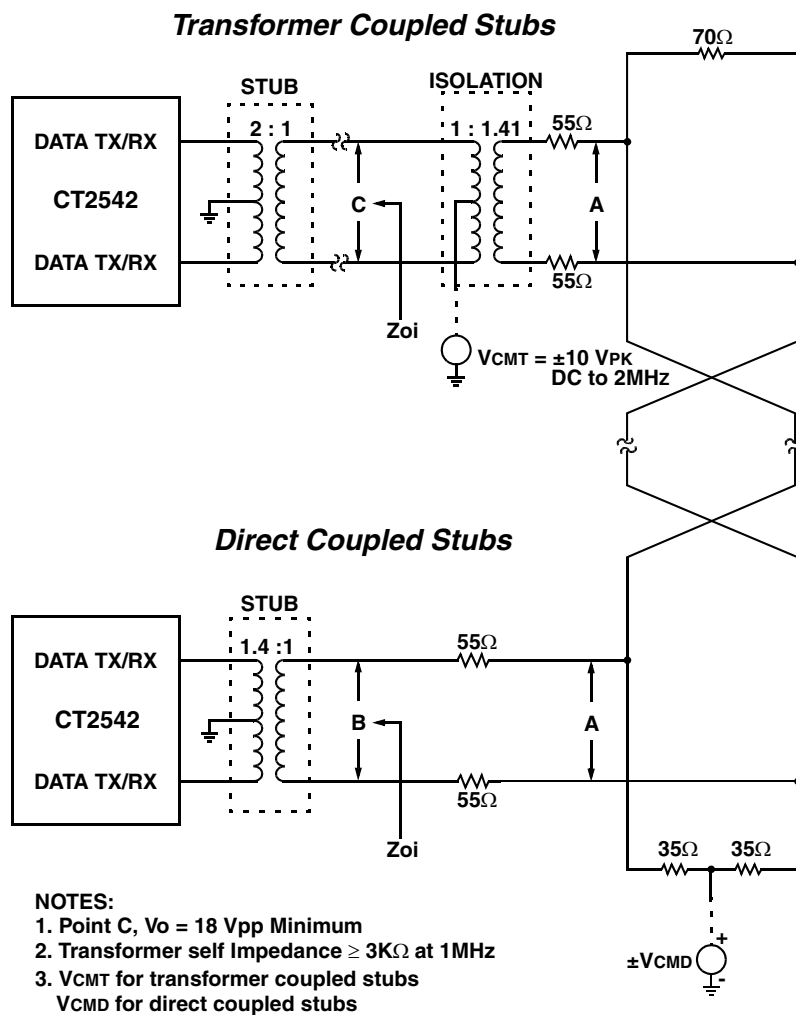 Transformer Coupled Stubs
70Ω
STUB
ISOLATION
2 : 1
1 : 1.41
55Ω
DATA TX/RX
CT2542
DATA TX/RX
C
A
55Ω
Zoi
VCMT = ±10 VPK
DC to 2MHz
Direct Coupled Stubs
STUB
1.4 :1
55Ω
DATA TX/RX
CT2542
DATA TX/RX
B
A
55Ω
Zoi
35Ω
35Ω
NOTES:
1. Point C, Vo = 18 Vpp Minimum
2. Transformer self Impedance ≥ 3KΩ at 1MHz
3. VCMT for transformer coupled stubs
VCMD for direct coupled stubs
+
±VCMD
-